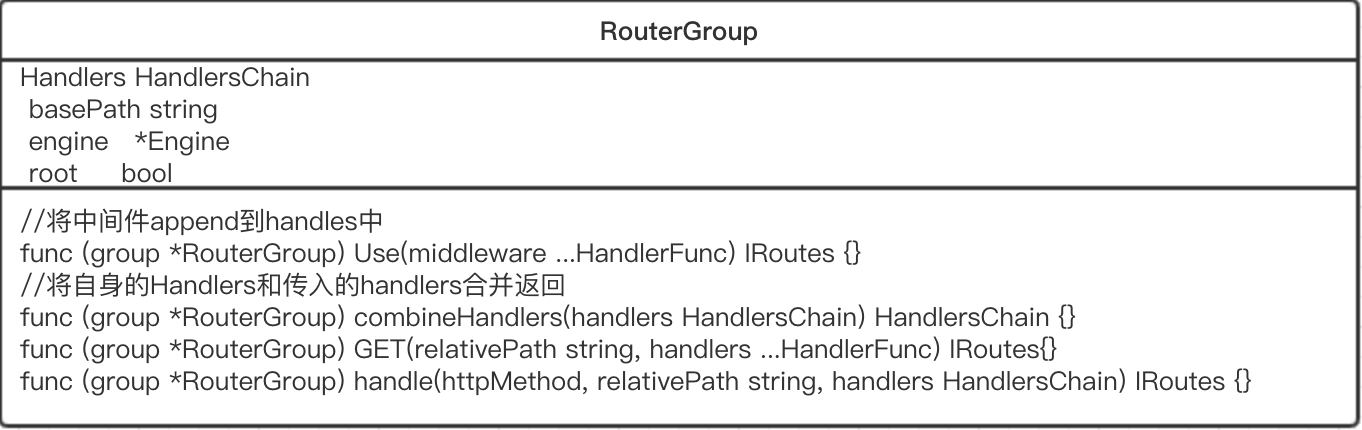 RouterGroup
Handlers HandlersChain
basePath string
engine *Engine
root bool
//将中间件append到handles中
func (group *RouterGroup) Use(middleware ...HandlerFunc) IRoutes {}
//将自身的Handlers和传入的handlers合并返回
func (group *RouterGroup) combineHandlers(handlers HandlersChain) HandlersChain {}
func (group *RouterGroup) GET(relativePath string, handlers ...HandlerFunc) IRoutes{}
func (group *RouterGroup) handle(httpMethod, relativePath string, handlers HandlersChain) IRoutes {}